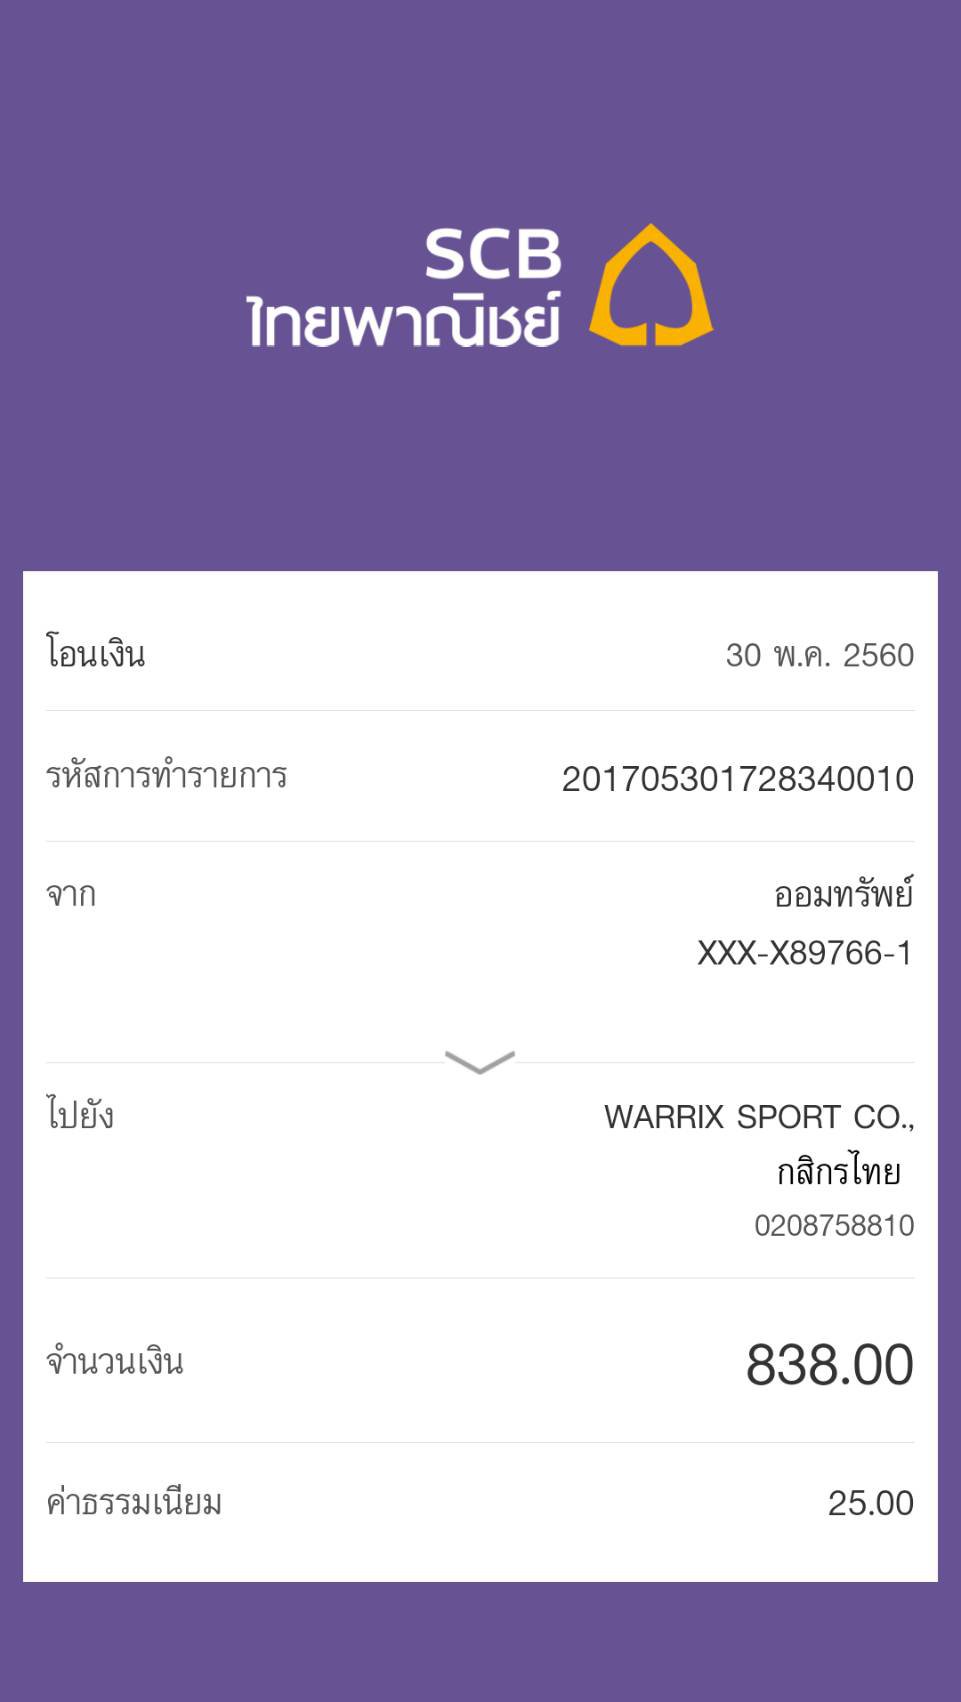 SCB
ไทยพาณิชย์
โอนเงิน 30 พ.ค. 2560
รหัสการทำรายการ 201705301728340010
จาก ออมทรัพย์
XXX-X89766-1
ไปยัง WARRIX SPORT CO.,
กสิกรไทย
0208758810
จำนวนเงิน 838.00
ค่าธรรมเนียม 25.00